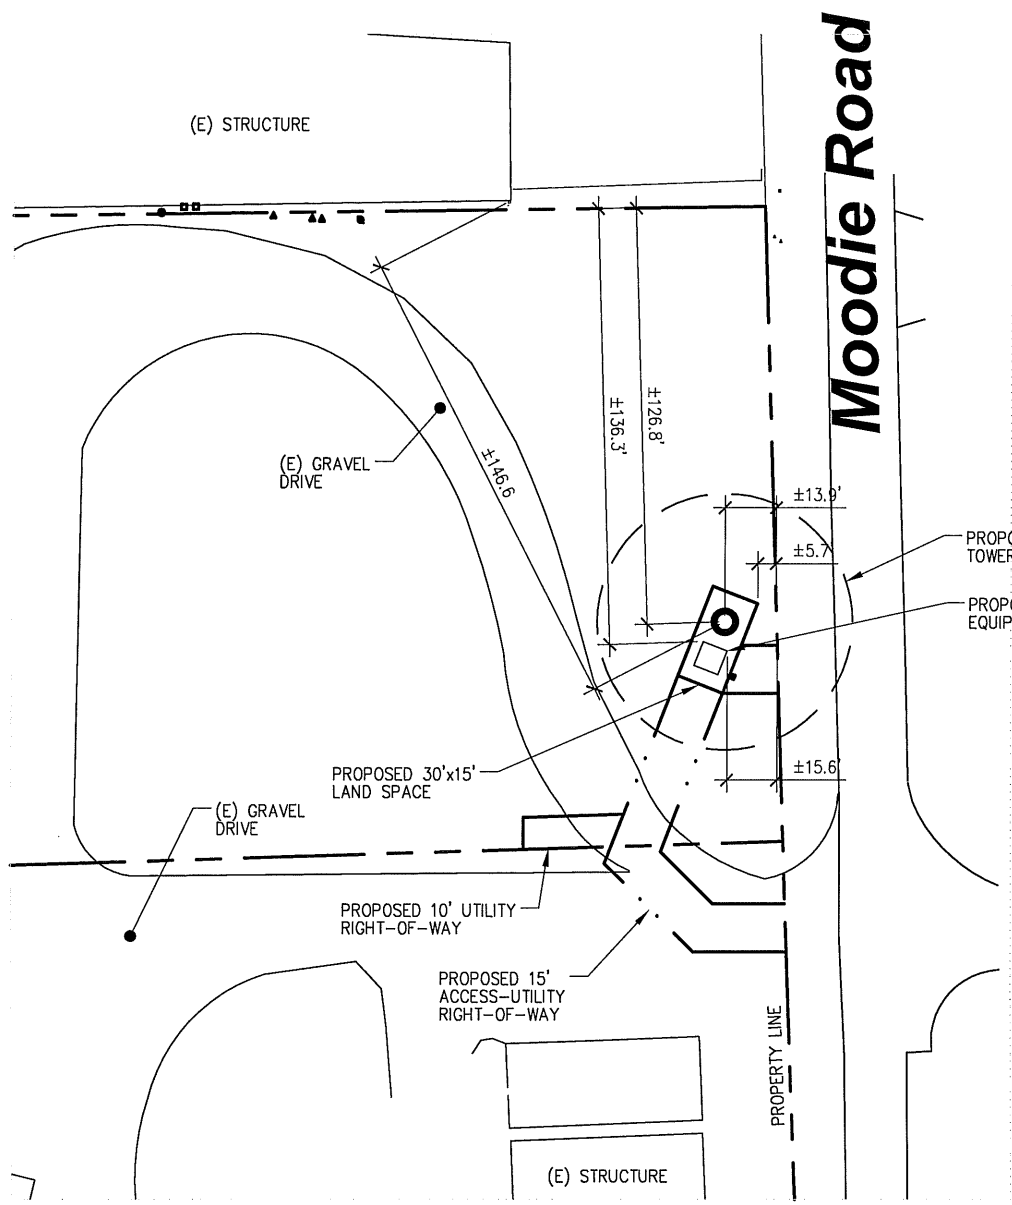 Moodie Road
(E) STRUCTURE
±136.3'
±126.8'
±146.6
(E) GRAVEL
DRIVE
±13.9'
±5.7
PROPO
TOWER
PROPO
EQUIP
±15.6'
PROPOSED 30'x15'
LAND SPACE
(E) GRAVEL
DRIVE
PROPOSED 10' UTILITY
RIGHT-OF-WAY
PROPOSED 15'
ACCESS-UTILITY
RIGHT-OF-WAY
PROPERTY LINE
(E) STRUCTURE